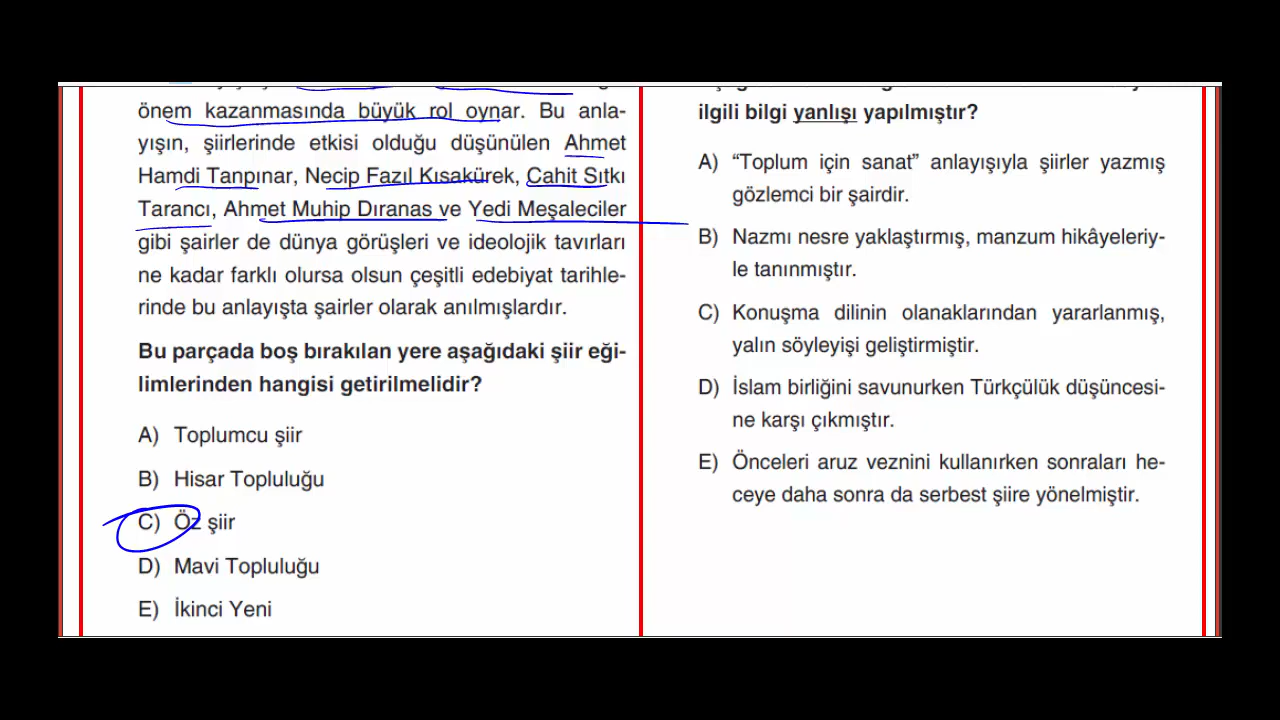 önem kazanmasında büyük rol oynar. Bu anla-
yışın, şiirlerinde etkisi olduğu düşünülen Ahmet
Hamdi Tanpınar, Necip Fazıl Kısakürek, Cahit Sıtkı
Tarancı, Ahmet Muhip Dıranas ve Yedi Meşaleciler
gibi şairler de dünya görüşleri ve ideolojik tavırları
ne kadar farklı olursa olsun çeşitli edebiyat tarihle-
rinde bu anlayışta şairler olarak anılmışlardır.
Bu parçada boş bırakılan yere aşağıdaki şiir eği-
limlerinden hangisi getirilmelidir?
A) Toplumcu şiir
B) Hisar Topluluğu
C) Öz şiir
D) Mavi Topluluğu
E) İkinci Yeni
ilgili bilgi yanlışı yapılmıştır?
A) “Toplum için sanat” anlayışıyla şiirler yazmış
gözlemci bir şairdir.
B) Nazmı nesre yaklaştırmış, manzum hikâyeleriy-
le tanınmıştır.
C) Konuşma dilinin olanaklarından yararlanmış,
yalın söyleyişi geliştirmiştir.
D) İslam birliğini savunurken Türkçülük düşüncesi-
ne karşı çıkmıştır.
E) Önceleri aruz veznini kullanırken sonraları he-
ceye daha sonra da serbest şiire yönelmiştir.